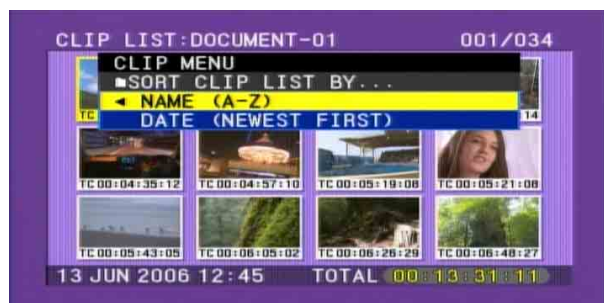 CLIP LIST:DOCUMENT-01 001/034
CLIP MENU
SORT CLIP LIST BY...
NAME (A-Z)
DATE (NEWEST FIRST)
TC 14
TC 00:04:35:12 TC 00:04:57:10 TC 00:05:19:08 TC 00:05:21:08
TC 00:05:43:05 TC 00:06:05:02 TC 00:06:26:29 TC 00:06:48:27
13 JUN 2006 12:45 TOTAL 00:13:31:11